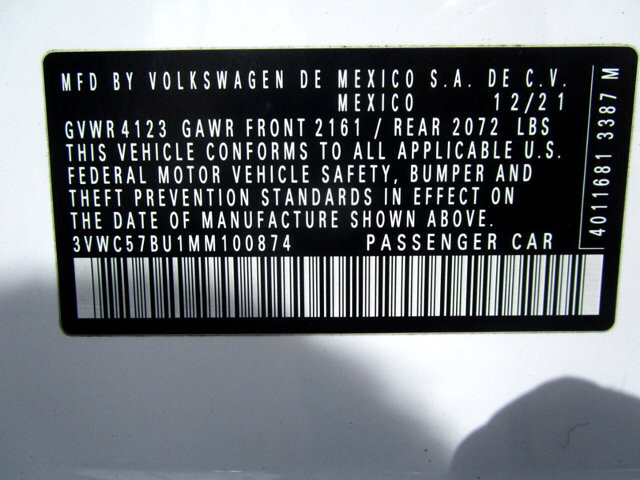 MFD BY VOLKSWAGEN DE MEXICO S.A. DE C.V.
MEXICO 12/21
GVWR 4123 GAWR FRONT 2161 / REAR 2072 LBS
THIS VEHICLE CONFORMS TO ALL APPLICABLE U.S.
FEDERAL MOTOR VEHICLE SAFETY, BUMPER AND
THEFT PREVENTION STANDARDS IN EFFECT ON
THE DATE OF MANUFACTURE SHOWN ABOVE.
3VWC57BU1MM100874 PASSENGER CAR
4011681 3387 M